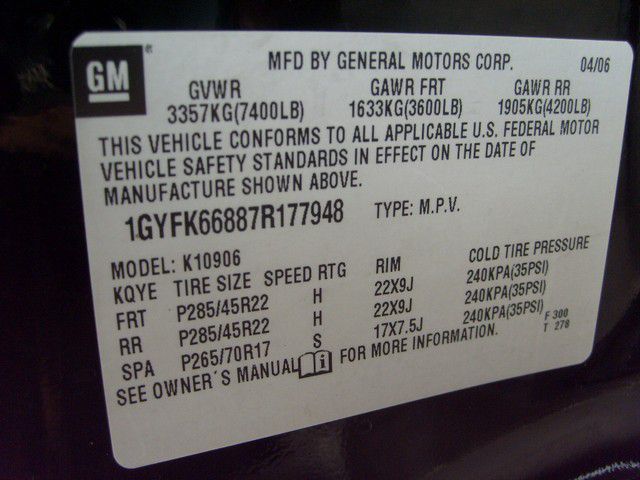 GM ®
MFD BY GENERAL MOTORS CORP. 04/06
GVWR GAWR FRT GAWR RR
3357KG(7400LB) 1633KG(3600LB) 1905KG(4200LB)
THIS VEHICLE CONFORMS TO ALL APPLICABLE U.S. FEDERAL MOTOR
VEHICLE SAFETY STANDARDS IN EFFECT ON THE DATE OF
MANUFACTURE SHOWN ABOVE.
1GYFK66887R177948 TYPE: M.P.V.
MODEL: K10906
KQYE TIRE SIZE SPEED RTG RIM COLD TIRE PRESSURE
FRT P285/45R22 H 22X9J 240KPA(35PSI)
RR P285/45R22 H 22X9J 240KPA(35PSI)
SPA P265/70R17 S 17X7.5J 240KPA(35PSI)
SEE OWNER´S MANUAL i FOR MORE INFORMATION.
F 300
T 278